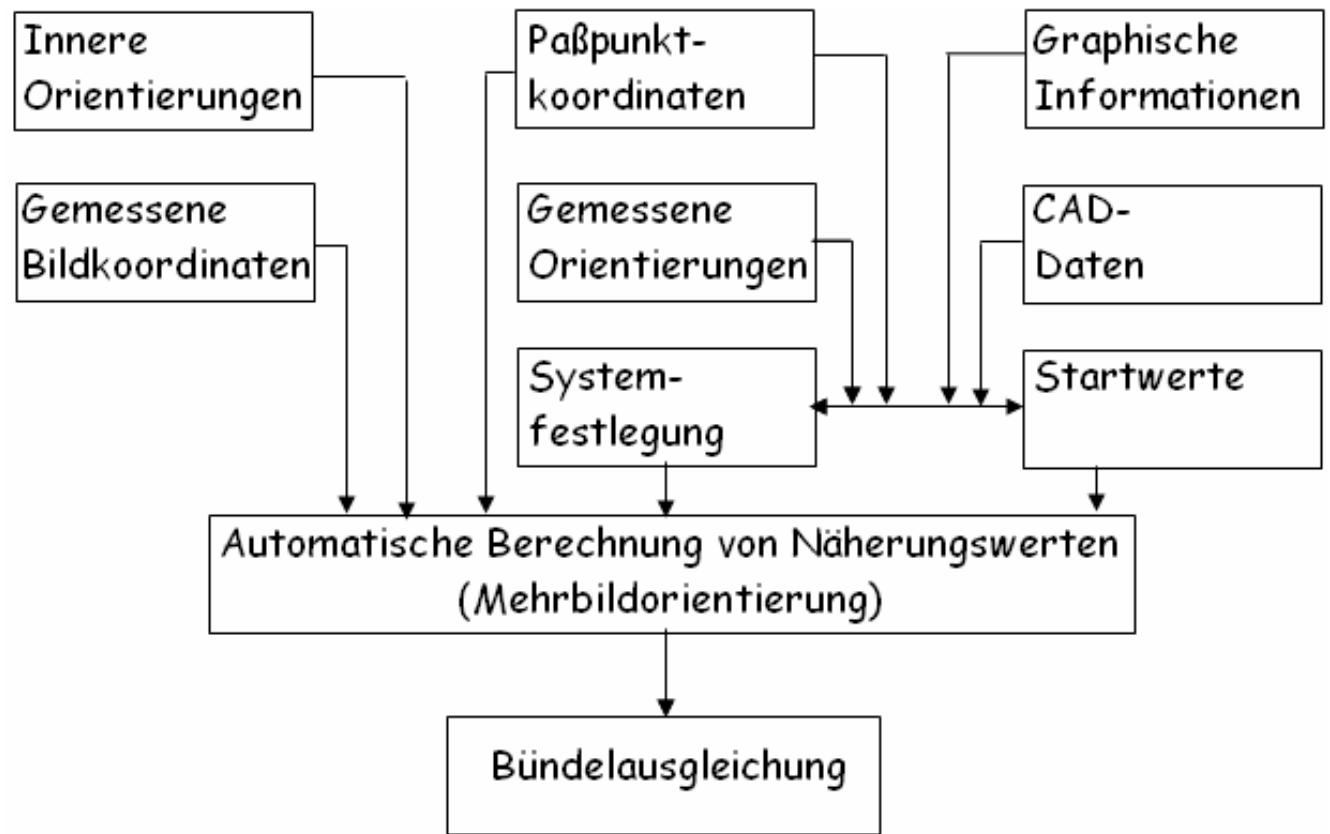 Innere
Orientierungen
Paßpunkt-
koordinaten
Graphische
Informationen
Gemessene
Bildkoordinaten
Gemessene
Orientierungen
CAD-
Daten
System-
festlegung
Startwerte
Automatische Berechnung von Näherungswerten
(Mehrbildorientierung)
Bündelausgleichung